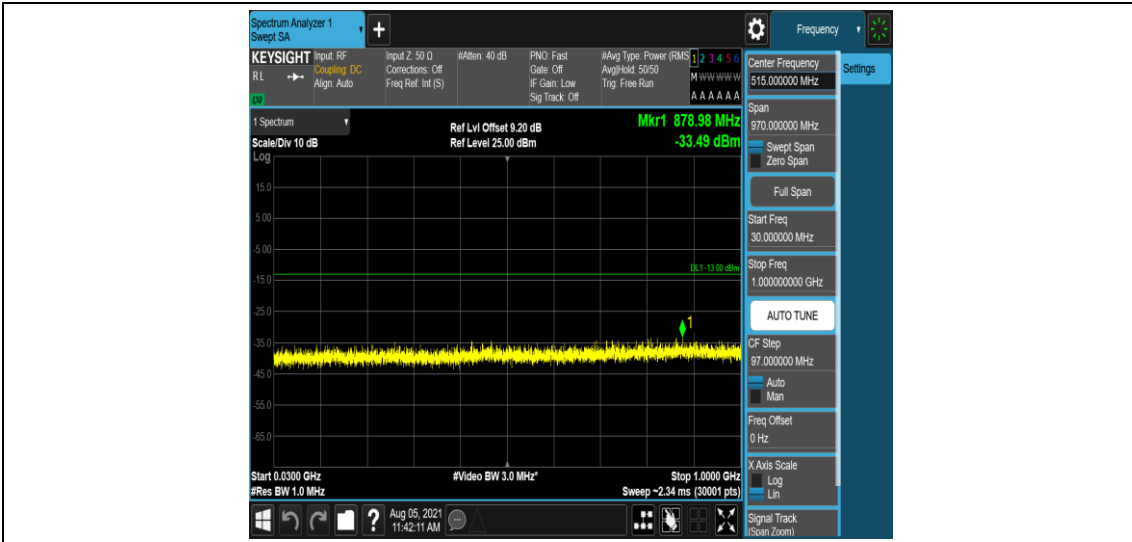 Spectrum Analyzer 1
Swept SA
+
Frequency
KEYSIGHT
RL
LXI
Input: RF
Coupling: DC
Align: Auto
Input Z: 50 Ω
Corrections: Off
Freq Ref: Int (S)
#Atten: 40 dB
PNO: Fast
Gate: Off
IF Gain: Low
Sig Track: Off
#Avg Type: Power (RMS
Avg|Hold: 50/50
Trig: Free Run
1 2 3 4 5 6
M W W W W W
A A A A A A
1 Spectrum
Scale/Div 10 dB
Log
Ref Lvl Offset 9.20 dB
Ref Level 25.00 dBm
Mkr1 878.98 MHz
-33.49 dBm
15.0
5.00
-5.00
DL1 -13.00 dBm
-15.0
-25.0
1
-35.0
-45.0
-55.0
-65.0
Start 0.0300 GHz
#Res BW 1.0 MHz
#Video BW 3.0 MHz*
Stop 1.0000 GHz
Sweep ~2.34 ms (30001 pts)
?
Aug 05, 2021
11:42:11 AM
Center Frequency
515.000000 MHz
Settings
Span
970.000000 MHz
Swept Span
Zero Span
Full Span
Start Freq
30.000000 MHz
Stop Freq
1.000000000 GHz
AUTO TUNE
CF Step
97.000000 MHz
Auto
Man
Freq Offset
0 Hz
X Axis Scale
Log
Lin
Signal Track
(Span Zoom)